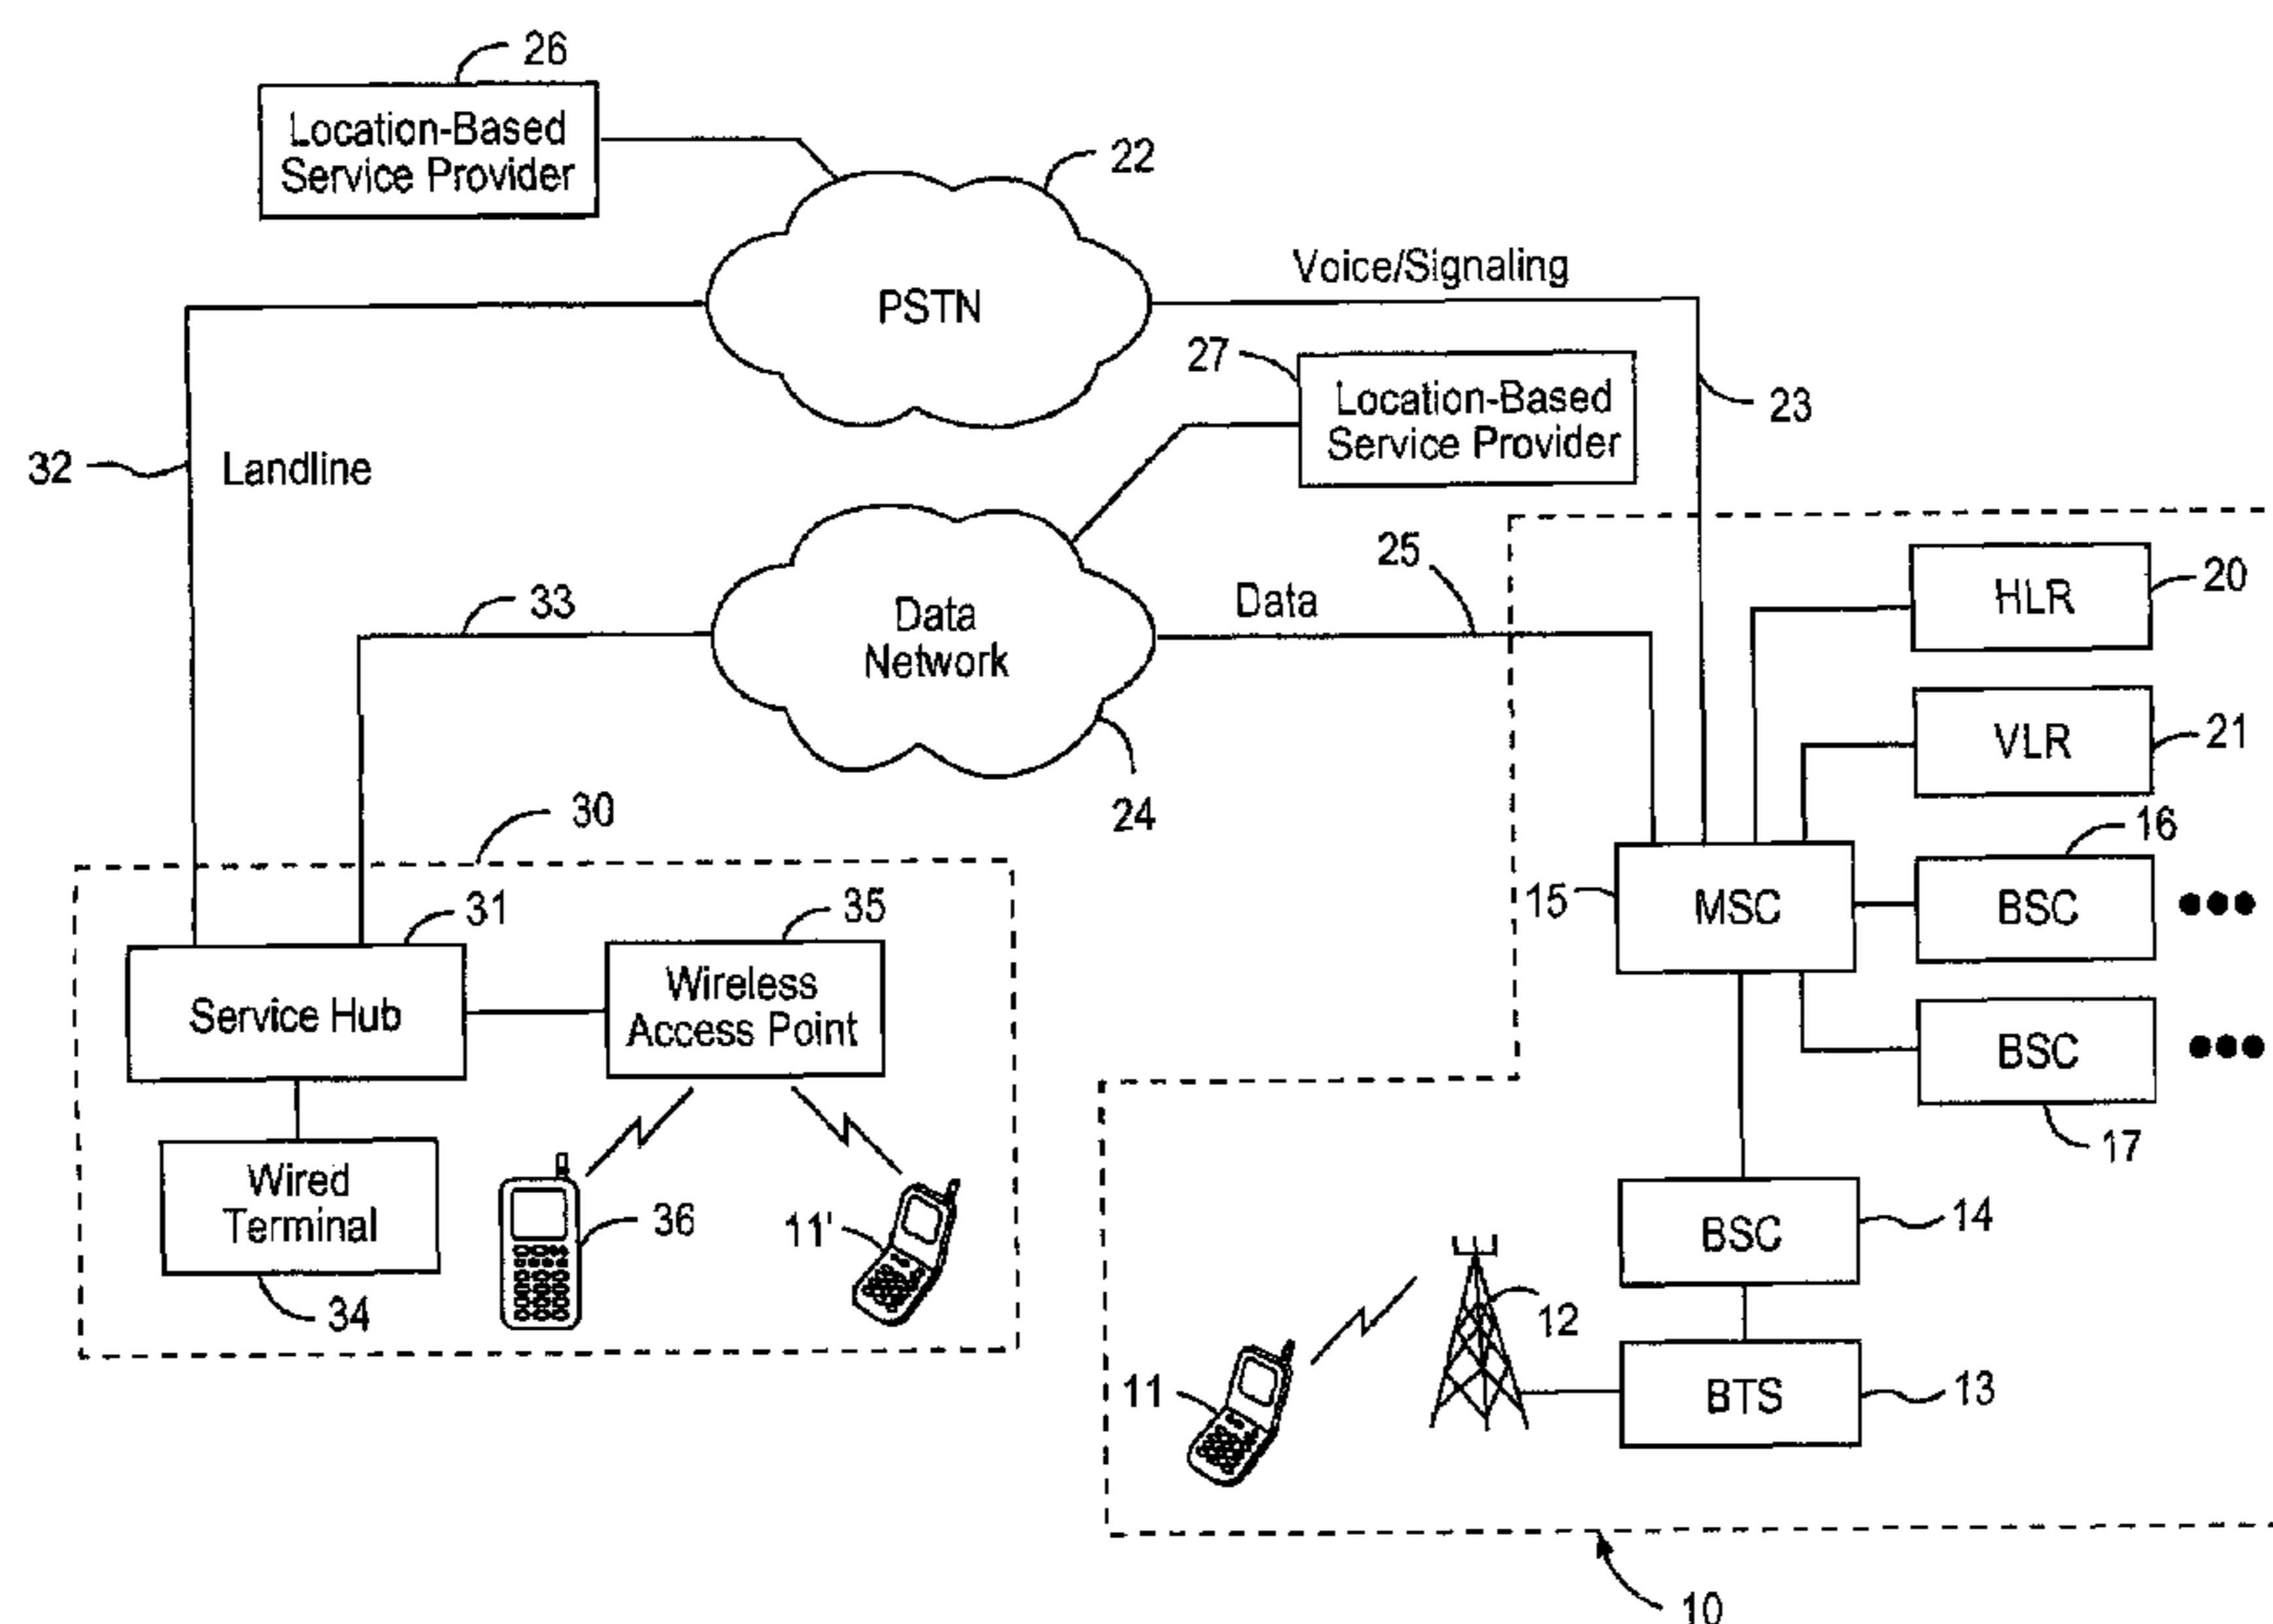 26
Location-Based
Service Provider
22
PSTN
Voice/Signaling
27
Location-Based
Service Provider
23
32
Landline
25
HLR
20
33
Data
Network
Data
VLR
21
24
30
16
31
35
15
MSC
BSC
●●●
Service Hub
Wireless
Access Point
BSC
●●●
17
Wired
Terminal
36
11'
BSC
14
34
12
11
BTS
13
10